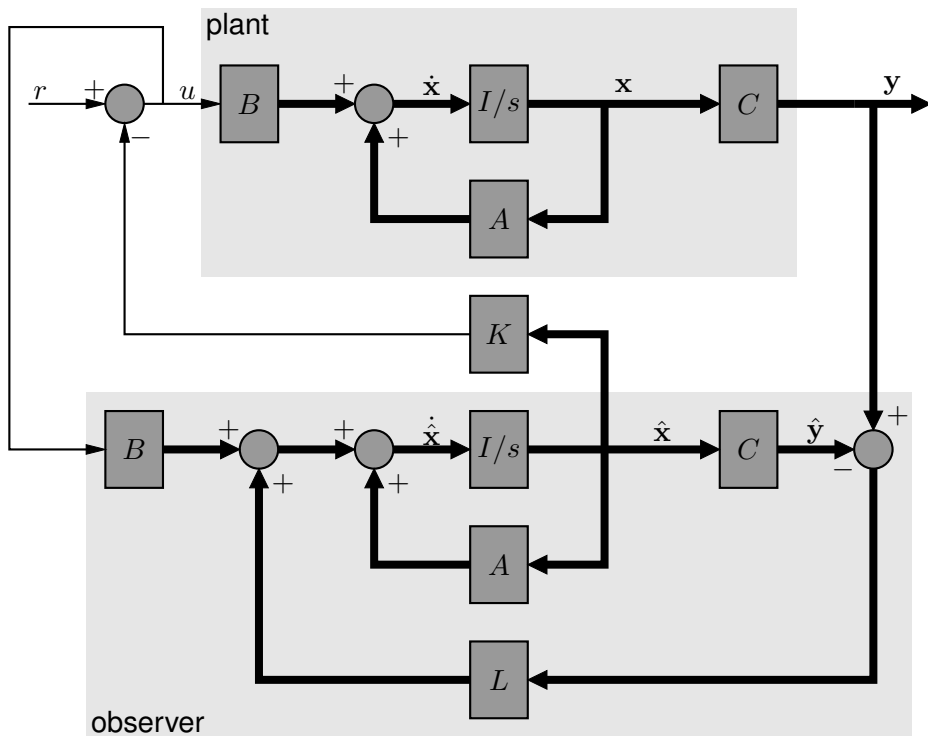 plant
r + u B + ẋ I/s x C y
− +
A
K
B + + x̂̇ I/s x̂ C ŷ +
+ + −
A
L
observer